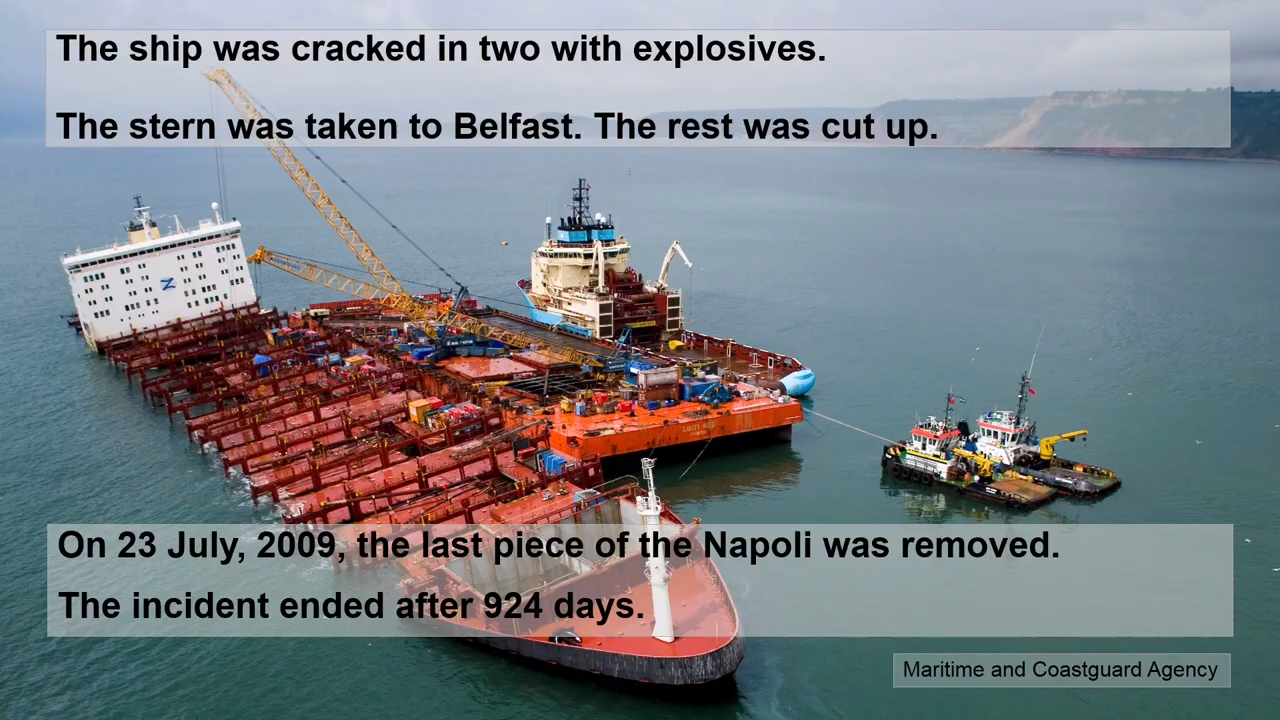 The ship was cracked in two with explosives.
The stern was taken to Belfast. The rest was cut up.
On 23 July, 2009, the last piece of the Napoli was removed.
The incident ended after 924 days.
Maritime and Coastguard Agency